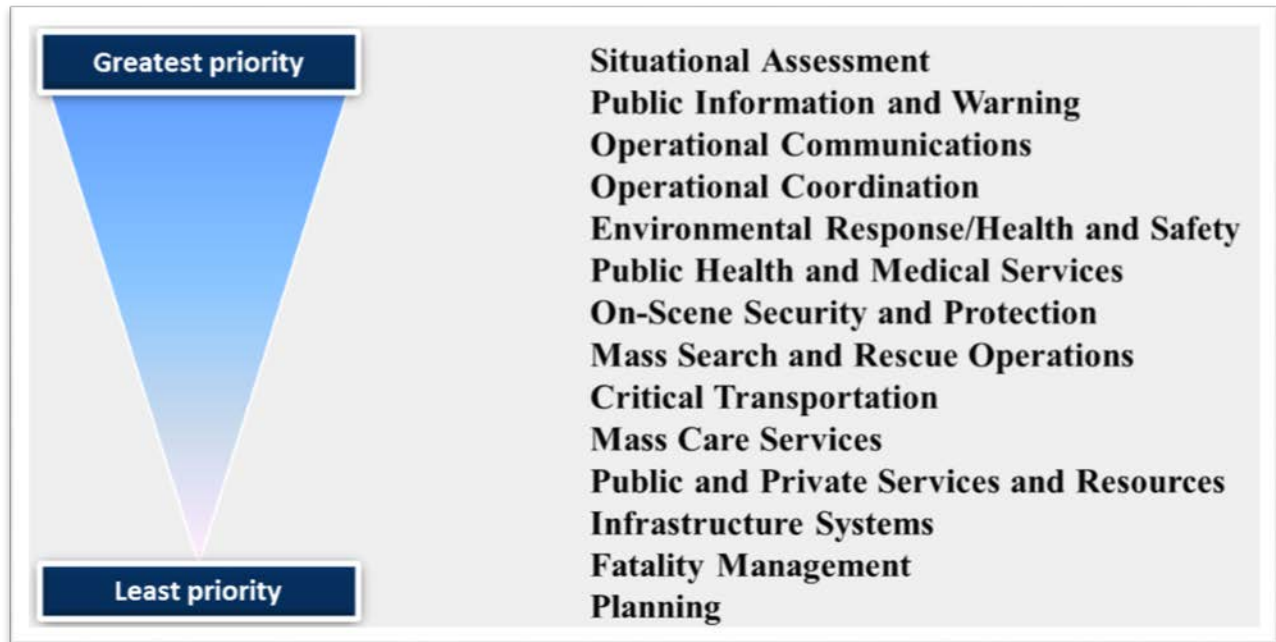 Greatest priority
Situational Assessment
Public Information and Warning
Operational Communications
Operational Coordination
Environmental Response/Health and Safety
Public Health and Medical Services
On-Scene Security and Protection
Mass Search and Rescue Operations
Critical Transportation
Mass Care Services
Public and Private Services and Resources
Infrastructure Systems
Fatality Management
Planning
Least priority